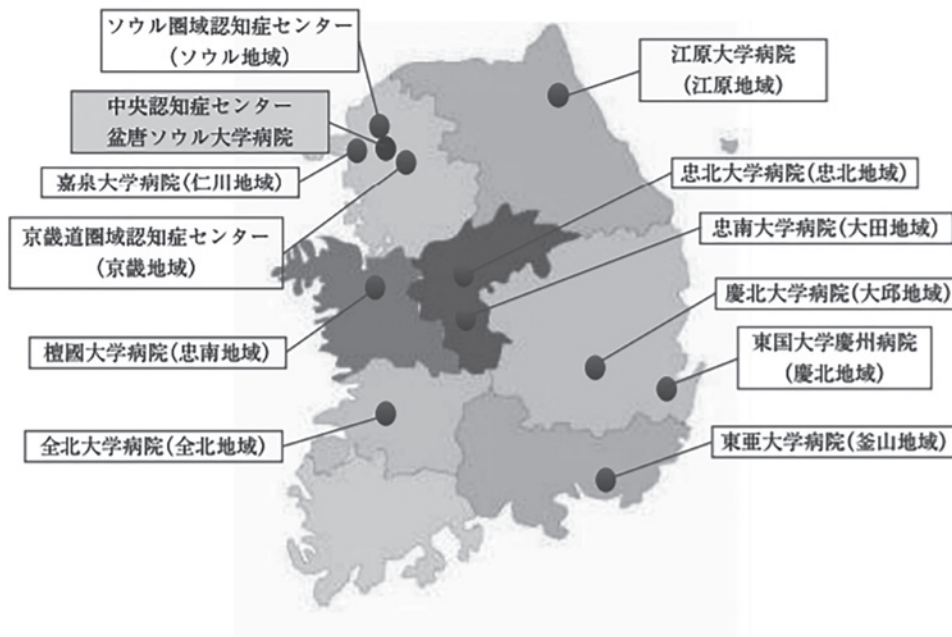 ソウル圏域認知症センター
(ソウル地域)
中央認知症センター
盆唐ソウル大学病院
嘉泉大学病院(仁川地域)
京畿道圏域認知症センター
(京畿地域)
檀國大学病院(忠南地域)
全北大学病院(全北地域)
江原大学病院
(江原地域)
忠北大学病院(忠北地域)
忠南大学病院(大田地域)
慶北大学病院(大邱地域)
東国大学慶州病院
(慶北地域)
東亜大学病院(釜山地域)